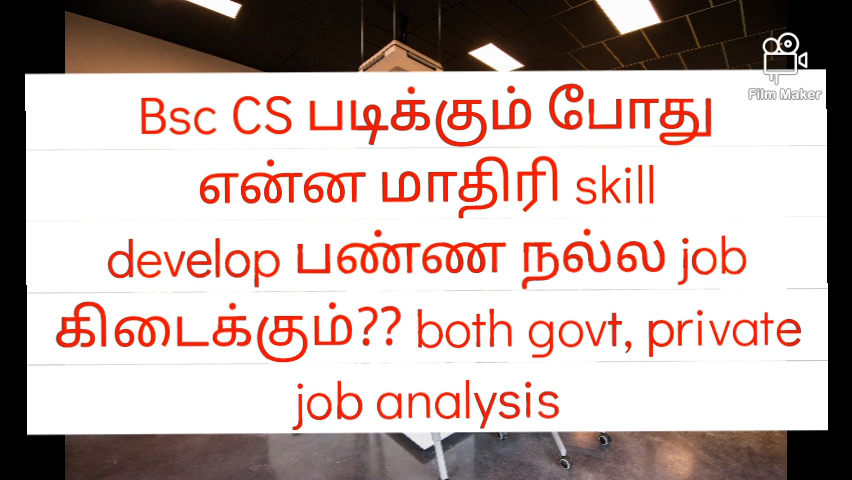 Film Maker
Bsc CS படிக்கும் போது
என்ன மாதிரி skill
develop பண்ண நல்ல job
கிடைக்கும்?? both govt, private
job analysis